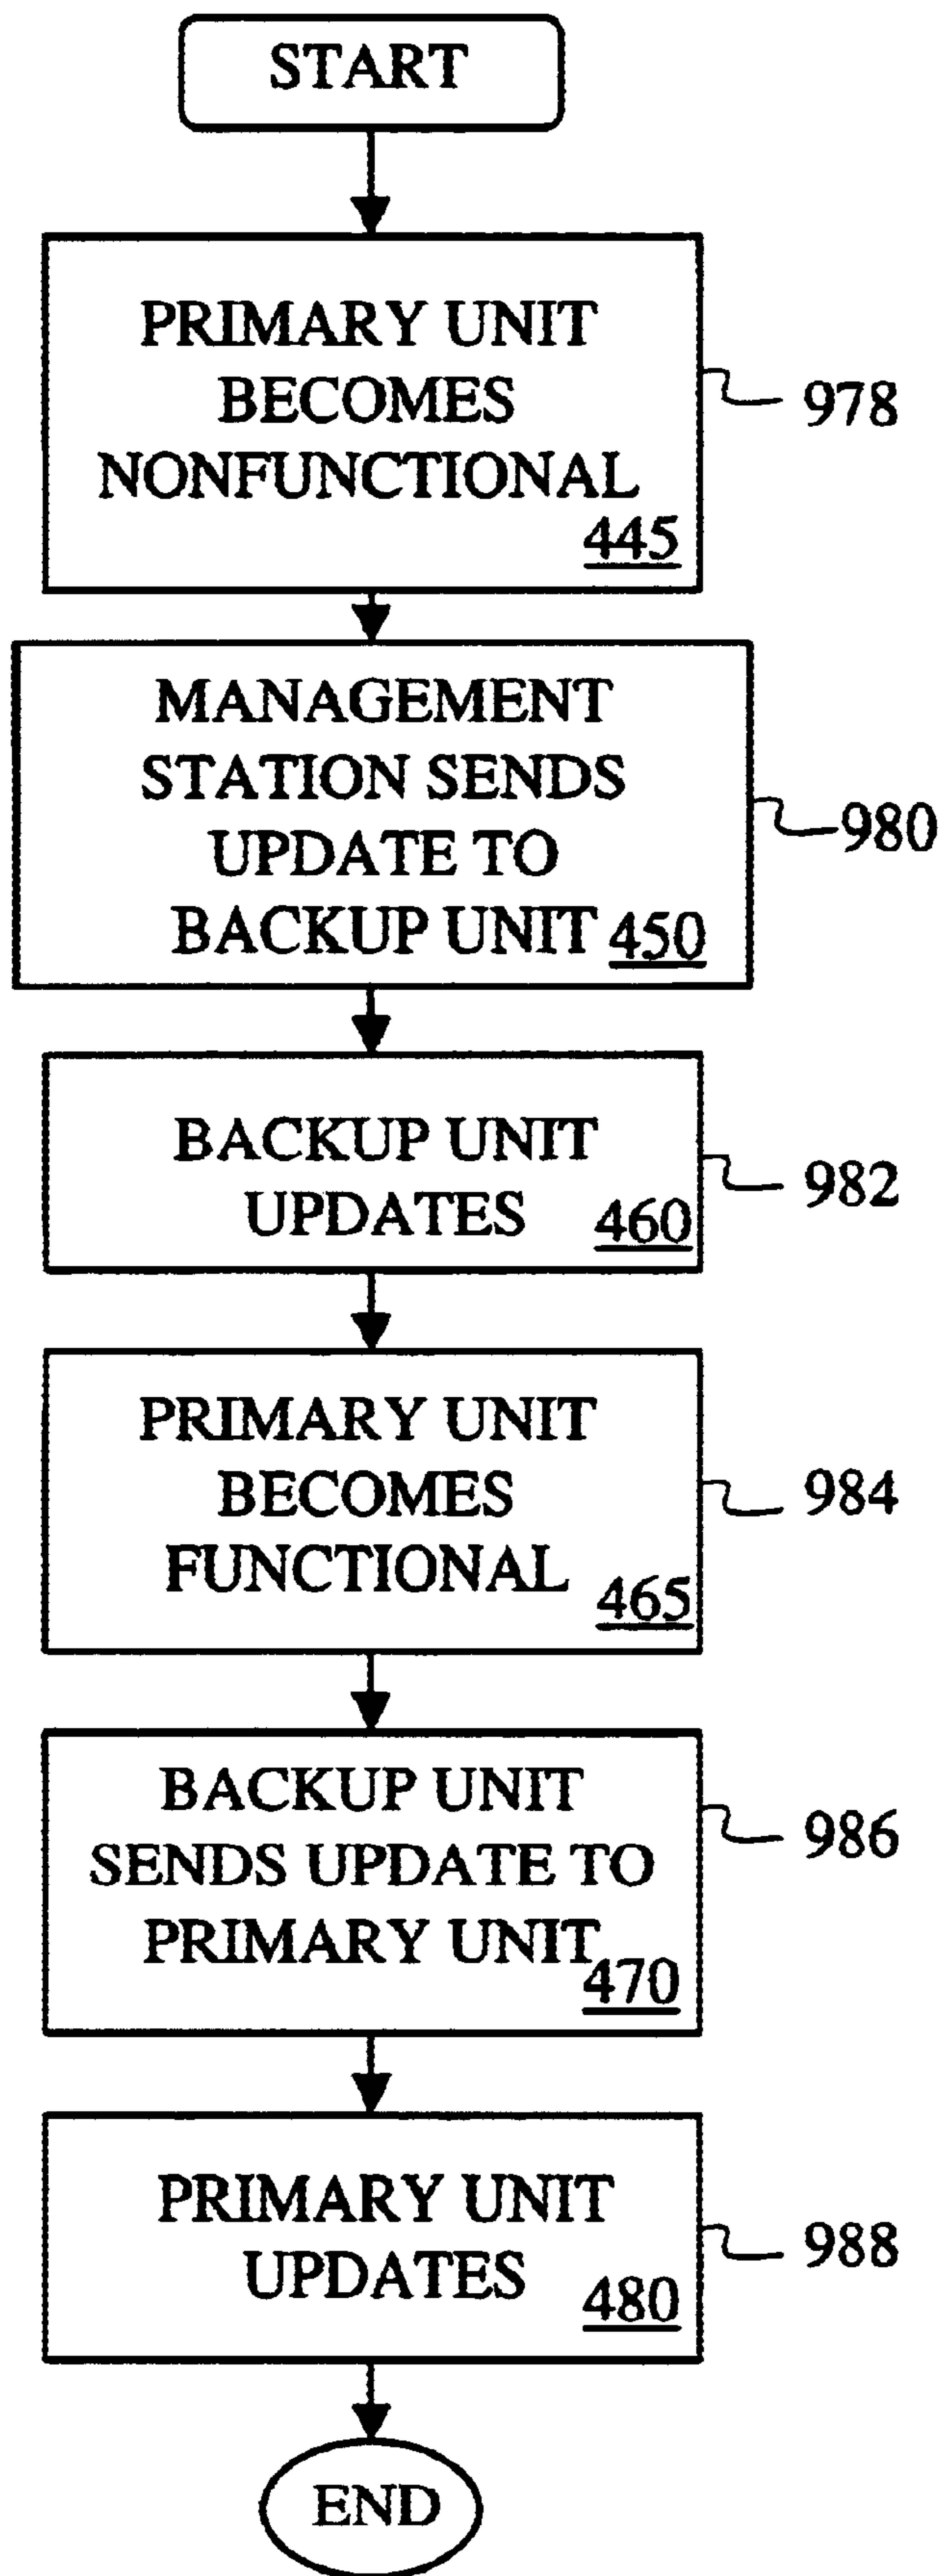 START
PRIMARY UNIT
BECOMES
NONFUNCTIONAL
445
978
MANAGEMENT
STATION SENDS
UPDATE TO
BACKUP UNIT 450
980
BACKUP UNIT
UPDATES 460
982
PRIMARY UNIT
BECOMES
FUNCTIONAL 465
984
BACKUP UNIT
SENDS UPDATE TO
PRIMARY UNIT
470
986
PRIMARY UNIT
UPDATES 480
988
END